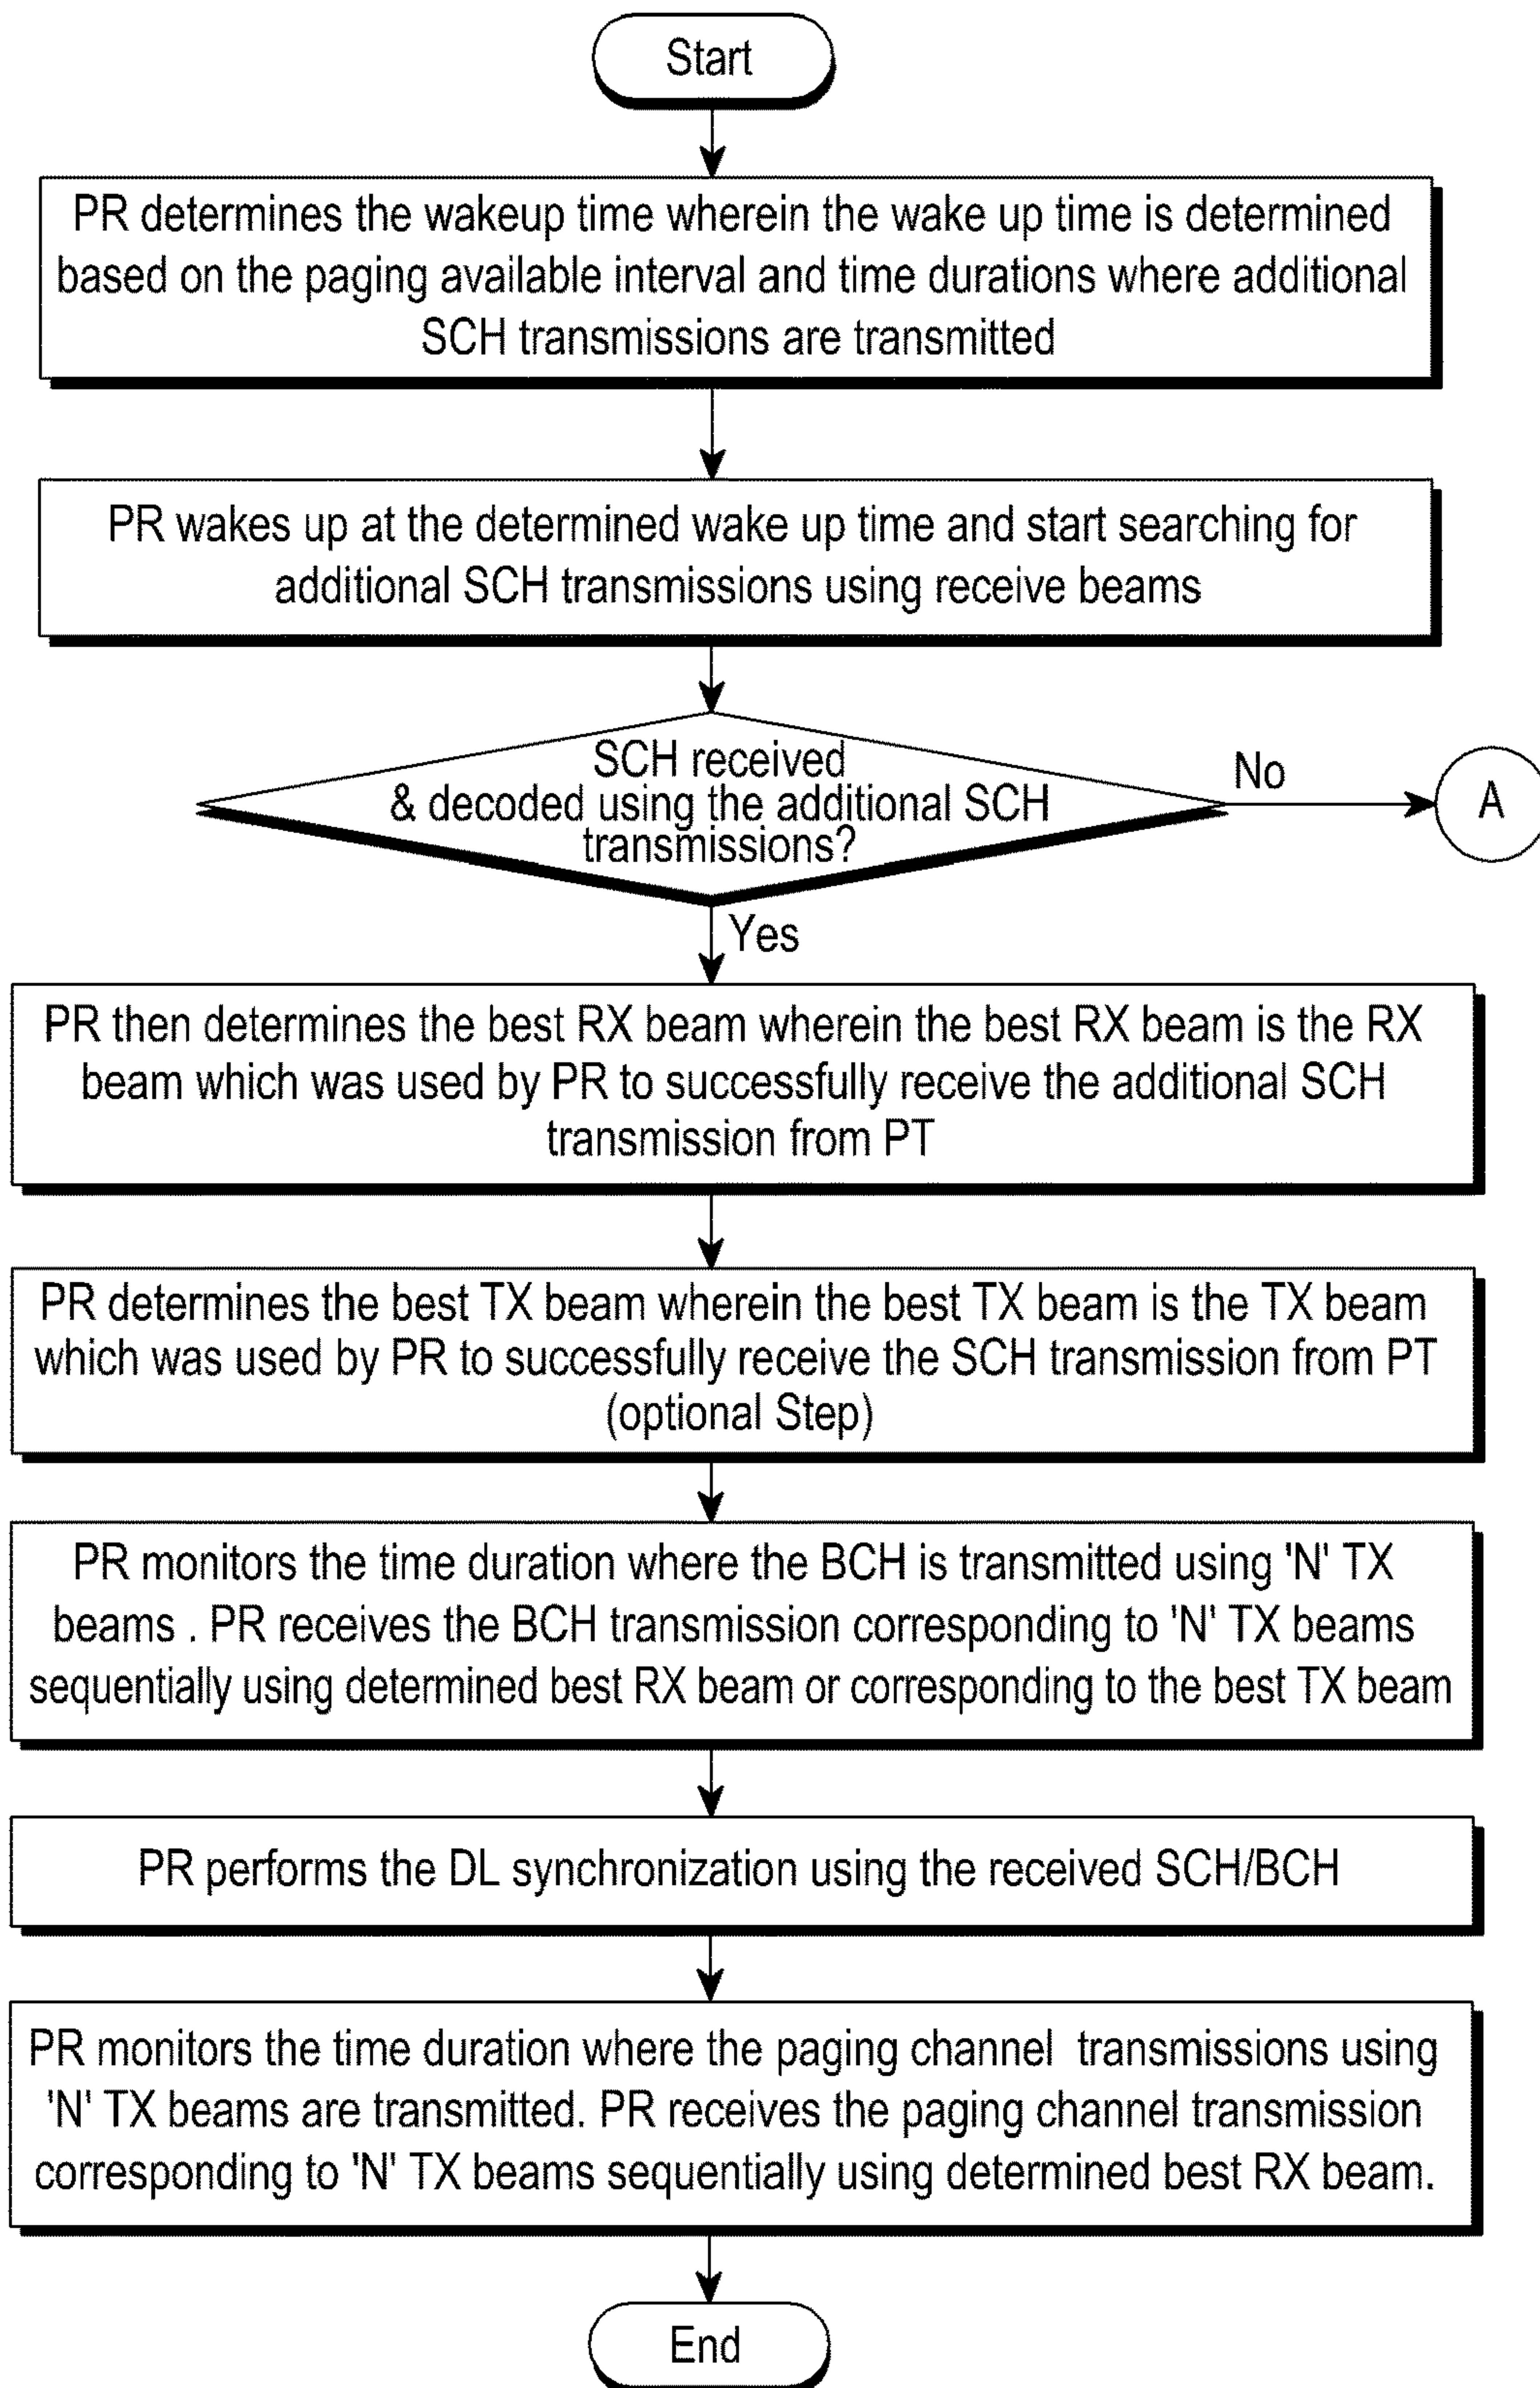 Start
PR determines the wakeup time wherein the wake up time is determined
based on the paging available interval and time durations where additional
SCH transmissions are transmitted
PR wakes up at the determined wake up time and start searching for
additional SCH transmissions using receive beams
SCH received
& decoded using the additional SCH
transmissions?
No
A
Yes
PR then determines the best RX beam wherein the best RX beam is the RX
beam which was used by PR to successfully receive the additional SCH
transmission from PT
PR determines the best TX beam wherein the best TX beam is the TX beam
which was used by PR to successfully receive the SCH transmission from PT
(optional Step)
PR monitors the time duration where the BCH is transmitted using 'N' TX
beams . PR receives the BCH transmission corresponding to 'N' TX beams
sequentially using determined best RX beam or corresponding to the best TX beam
PR performs the DL synchronization using the received SCH/BCH
PR monitors the time duration where the paging channel transmissions using
'N' TX beams are transmitted. PR receives the paging channel transmission
corresponding to 'N' TX beams sequentially using determined best RX beam.
End